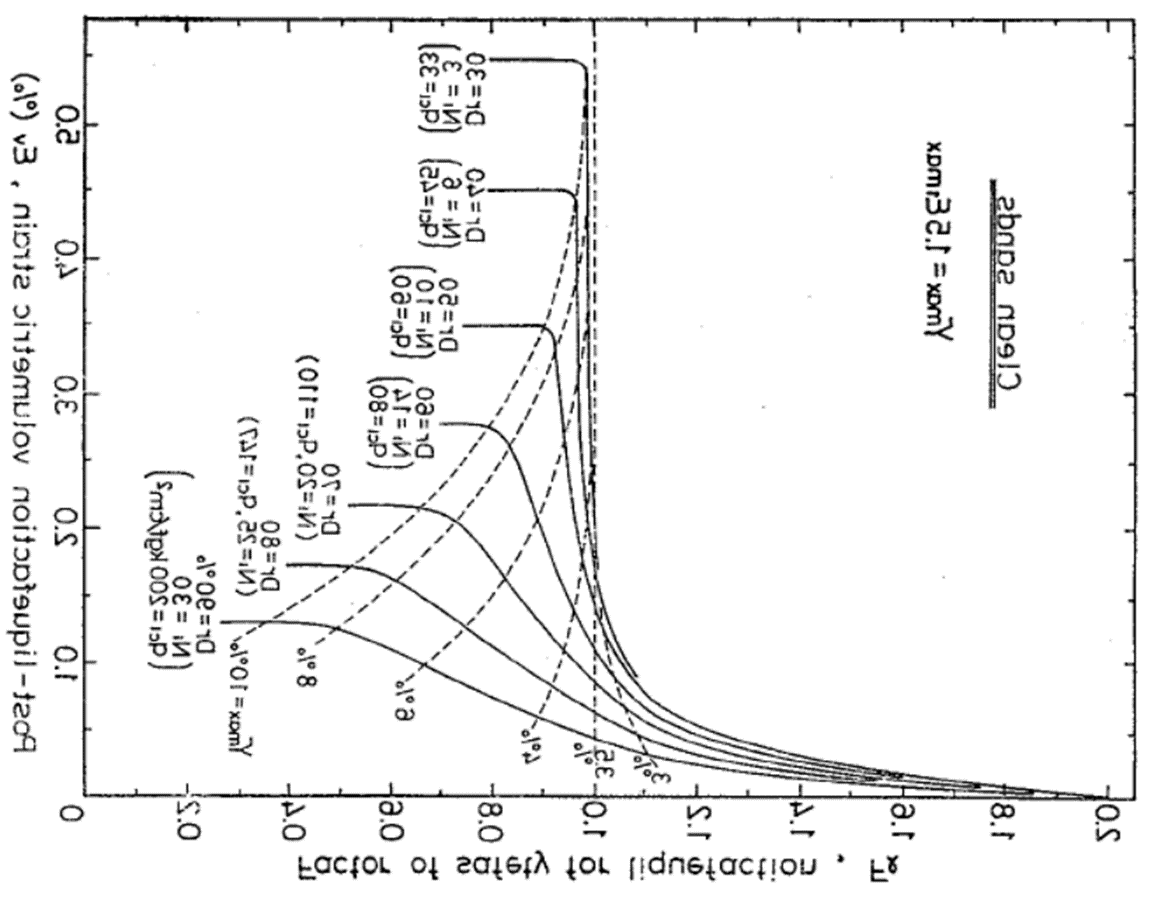 Post-liquefaction volumetric strain , εv (%)
5.0
4.0
3.0
2.0
1.0
0
0.2
0.4
0.6
0.8
1.0
1.2
1.4
1.6
1.8
2.0
Factor of safety for liquefaction , Fℓ
Dr=30
(N₁= 3)
(qc₁=33)
Dr=40
(N₁= 6)
(qc₁=45)
Dr=50
(N₁=10)
(qc₁=60)
Dr=60
(N₁=14)
(qc₁=80)
Dr=70
(N₁=20,qc₁=110)
Dr=80
(N₁=25,qc₁=147)
Dr=90%
(N₁= 30)
(qc₁=200kgf/cm²)
γmax=10%
8%
6%
4%
3.5
%
3%
Clean sands
γmax=1.5ε₁max